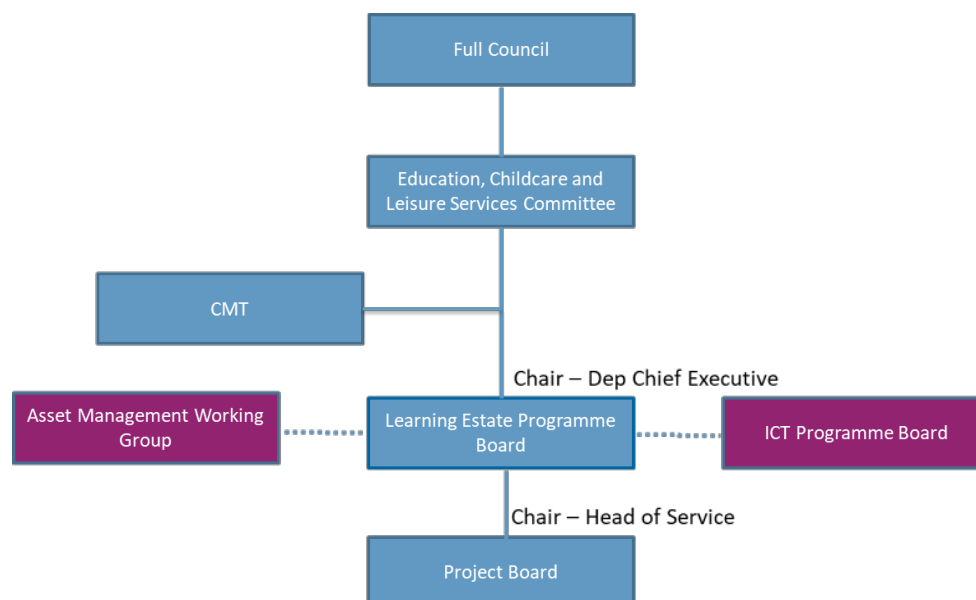 Full Council
Education, Childcare and
Leisure Services Committee
CMT
Chair – Dep Chief Executive
Asset Management Working
Group
Learning Estate Programme
Board
ICT Programme Board
Chair – Head of Service
Project Board